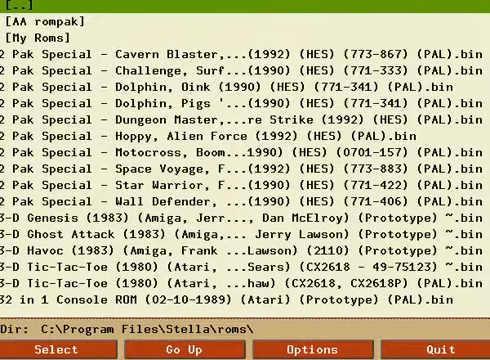 [..]
[AA rompak]
[My Roms]
2 Pak Special - Cavern Blaster,...(1992) (HES) (773-867) (PAL).bin
2 Pak Special - Challenge, Surf...(1990) (HES) (771-333) (PAL).bin
2 Pak Special - Dolphin, Oink (1990) (HES) (771-341) (PAL).bin
2 Pak Special - Dolphin, Pigs '...(1990) (HES) (771-341) (PAL).bin
2 Pak Special - Dungeon Master,...re Strike (1992) (HES) (PAL).bin
2 Pak Special - Hoppy, Alien Force (1992) (HES) (PAL).bin
2 Pak Special - Motocross, Boom...1990) (HES) (0701-157) (PAL).bin
2 Pak Special - Space Voyage, F...(1992) (HES) (773-883) (PAL).bin
2 Pak Special - Star Warrior, F...(1990) (HES) (771-422) (PAL).bin
2 Pak Special - Wall Defender, ...(1990) (HES) (771-406) (PAL).bin
3-D Genesis (1983) (Amiga, Jerr..., Dan McElroy) (Prototype) ~.bin
3-D Ghost Attack (1983) (Amiga,... Jerry Lawson) (Prototype).bin
3-D Havoc (1983) (Amiga, Frank ...Lawson) (2110) (Prototype) ~.bin
3-D Tic-Tac-Toe (1980) (Atari, ...Sears) (CX2618 - 49-75123) ~.bin
3-D Tic-Tac-Toe (1980) (Atari, ...haw) (CX2618, CX2618P) (PAL).bin
32 in 1 Console ROM (02-10-1989) (Atari) (Prototype) (PAL).bin
Dir: C:\Program Files\Stella\roms\
Select Go Up Options Quit